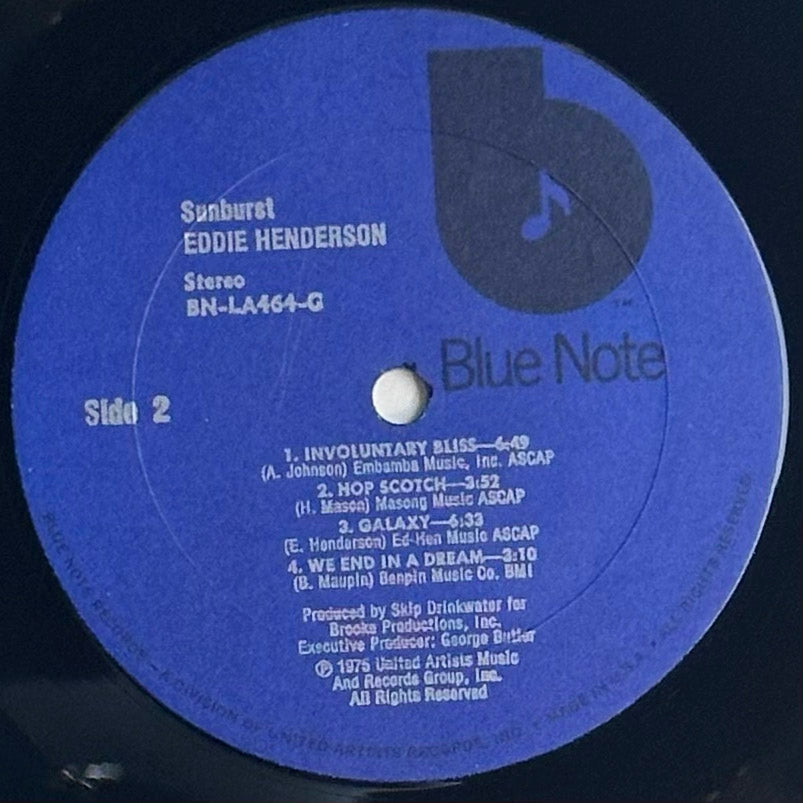 Sunburst
EDDIE HENDERSON
Stereo
BN-LA464-G
Blue Note
TM
Side 2
1. INVOLUNTARY BLISS—6:49
(A. Johnson) Embamba Music, Inc. ASCAP
2. HOP SCOTCH—3:52
(H. Mason) Masong Music ASCAP
3. GALAXY—6:33
(E. Henderson) Ed-Hen Music ASCAP
4. WE END IN A DREAM—3:10
(B. Maupin) Benpin Music Co. BMI
Produced by Skip Drinkwater for
Brooks Productions, Inc.
Executive Producer: George Butler
℗ 1975 United Artists Music
And Records Group, Inc.
All Rights Reserved
BLUE NOTE RECORDS — A DIVISION OF UNITED ARTISTS RECORDS, INC. • MADE IN U.S.A. • ALL RIGHTS RESERVED